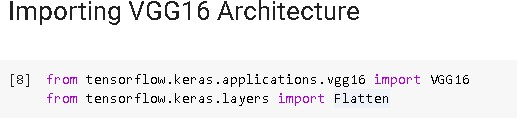 Importing VGG16 Architecture
[8] from tensorflow.keras.applications.vgg16 import VGG16
from tensorflow.keras.layers import Flatten